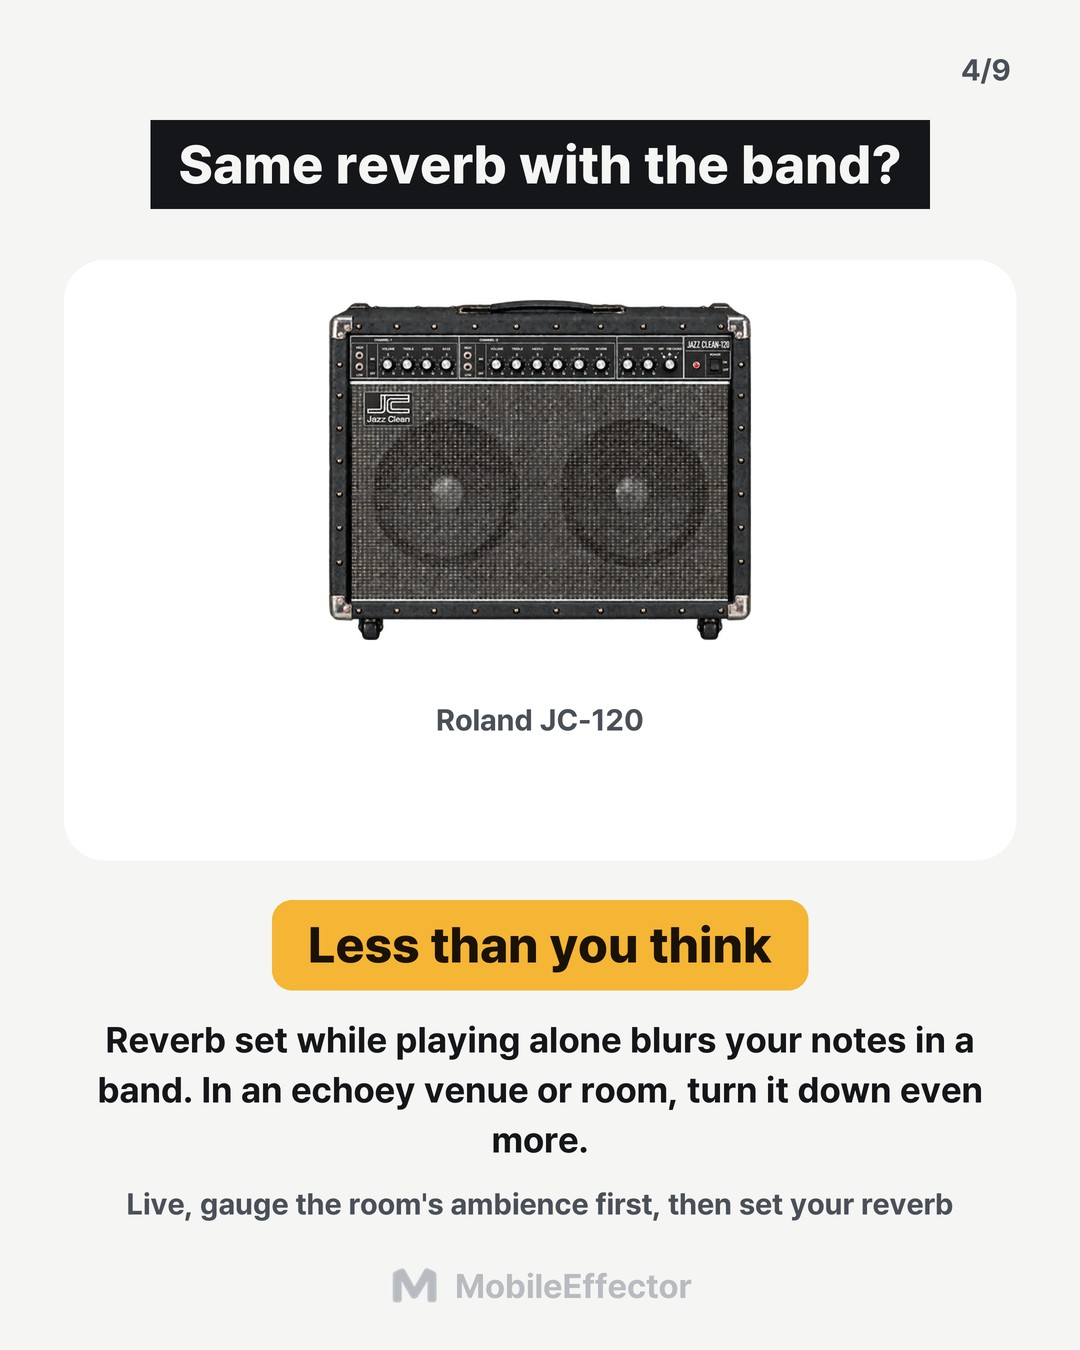 4/9
Same reverb with the band?
JAZZ CLEAN-120
JC
Jazz Clean
Roland JC-120
Less than you think
Reverb set while playing alone blurs your notes in a
band. In an echoey venue or room, turn it down even
more.
Live, gauge the room's ambience first, then set your reverb
MobileEffector